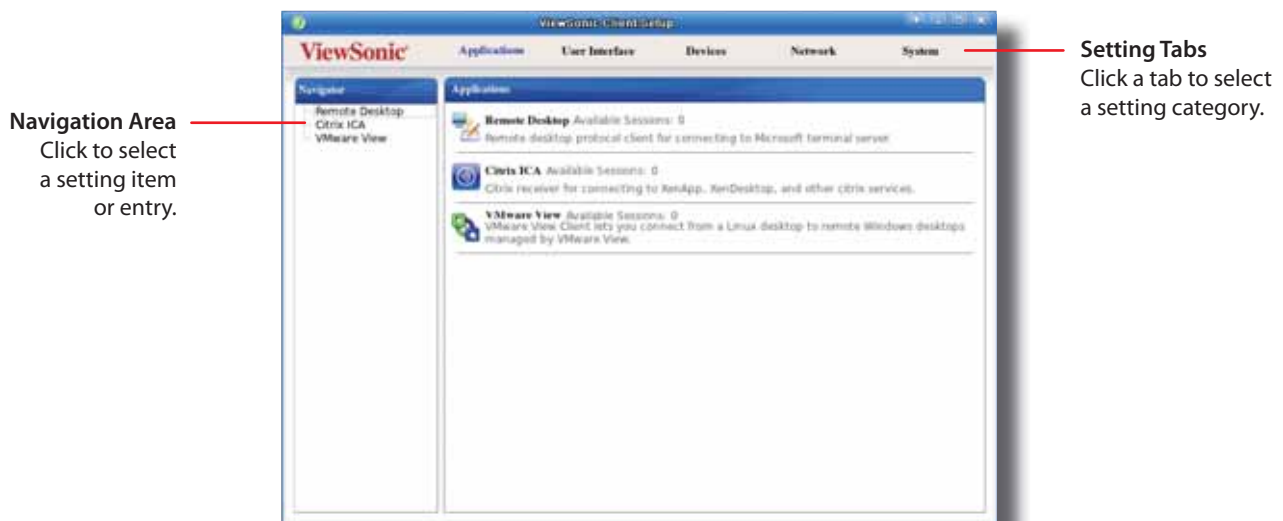 ViewSonic Client Setup
ViewSonic
Applications User Interface Devices Network System
Setting Tabs
Click a tab to select
a setting category.
Navigation Area
Click to select
a setting item
or entry.
Navigator
Remote Desktop
Citrix ICA
VMware View
Applications
Remote Desktop Available Sessions: 0
Remote desktop protocal client for connecting to Microsoft terminal server
Citrix ICA Available Sessions: 0
Citrix receiver for connecting to XenApp, XenDesktop, and other citrix services.
VMware View Available Sessions: 0
VMware View Client lets you connect from a Linux desktop to remote Windows desktops
managed by VMware View.